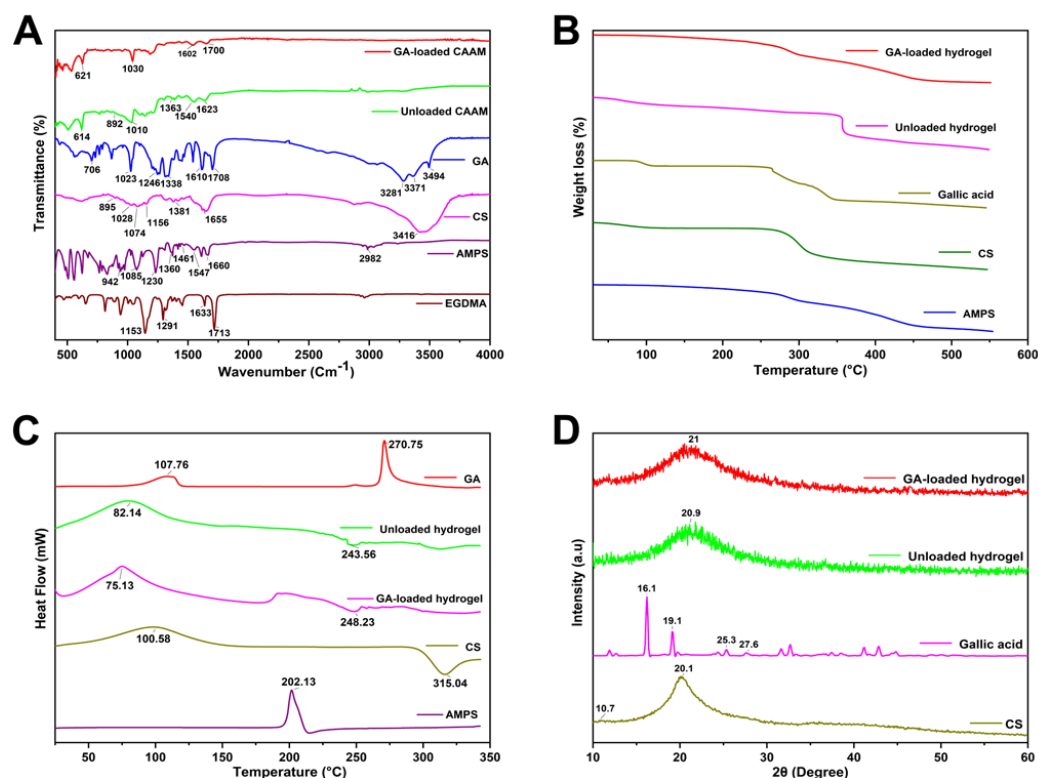 A
GA-loaded CAAM
1602
1700
621
1030
Unloaded CAAM
1363
1623
1540
892
1010
614
GA
706
1023
1246
1338
1610
1708
3281
3371
3494
CS
895
1028
1074
1156
1381
1655
3416
AMPS
942
1085
1230
1360
1461
1547
1660
2982
EGDMA
1153
1291
1633
1713
Transmittance (%)
500 1000 1500 2000 2500 3000 3500 4000
Wavenumber (Cm-1)
B
GA-loaded hydrogel
Unloaded hydrogel
Gallic acid
CS
AMPS
Weight loss (%)
100 200 300 400 500 600
Temperature (°C)
C
270.75
107.76
GA
82.14
Unloaded hydrogel
243.56
75.13
GA-loaded hydrogel
248.23
100.58
CS
315.04
202.13
AMPS
Heat Flow (mW)
50 100 150 200 250 300 350
Temperature (°C)
D
21
GA-loaded hydrogel
20.9
Unloaded hydrogel
16.1
19.1
25.3
27.6
Gallic acid
20.1
10.7
CS
Intensity (a.u)
10 20 30 40 50 60
2θ (Degree)